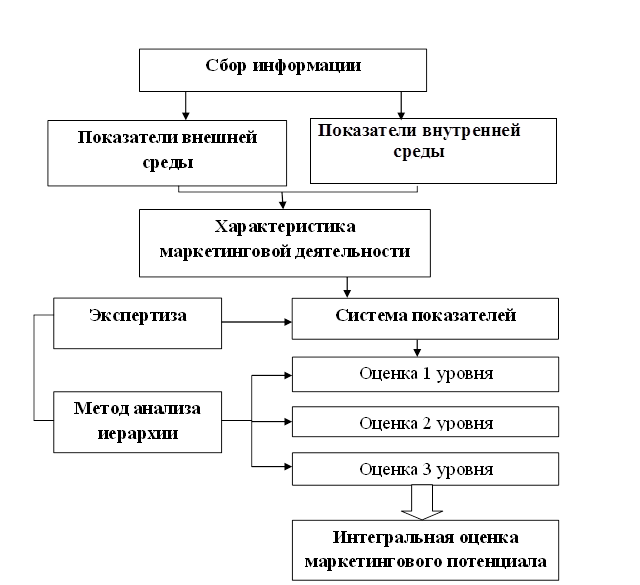 Сбор информации
Показатели внешней
среды
Показатели внутренней
среды
Характеристика
маркетинговой деятельности
Экспертиза
Система показателей
Оценка 1 уровня
Метод анализа
иерархии
Оценка 2 уровня
Оценка 3 уровня
Интегральная оценка
маркетингового потенциала